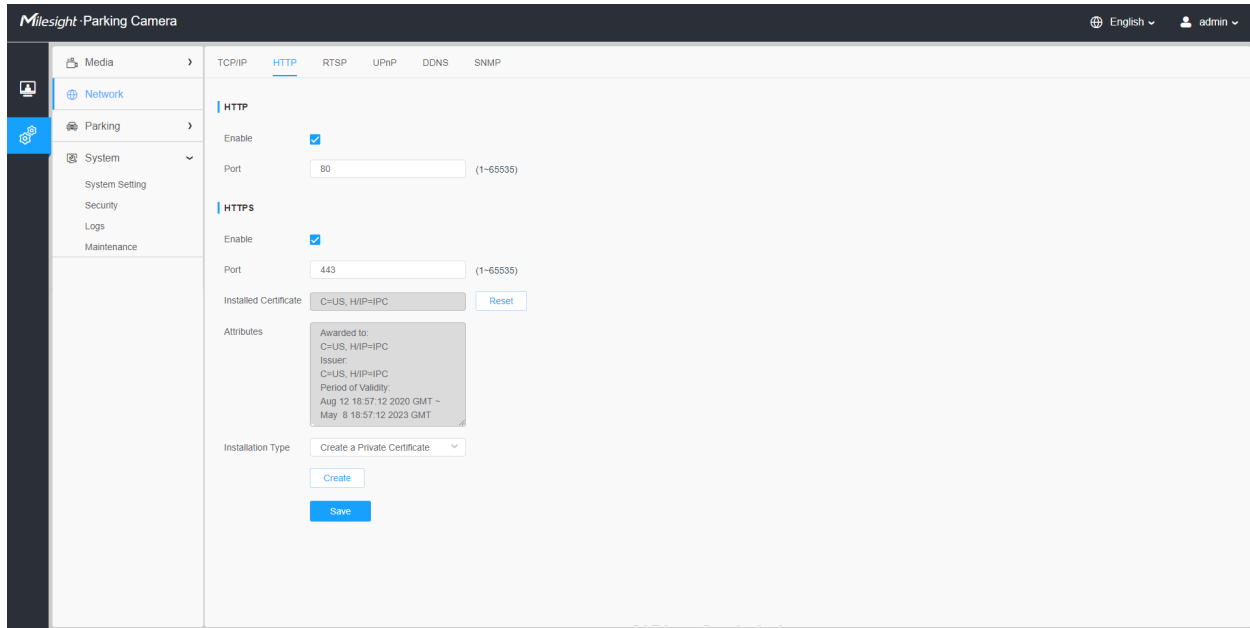 Milesight · Parking Camera
English
admin
Media
Network
Parking
System
System Setting
Security
Logs
Maintenance
TCP/IP HTTP RTSP UPnP DDNS SNMP
HTTP
Enable
Port 80 (1~65535)
HTTPS
Enable
Port 443 (1~65535)
Installed Certificate C=US, H/IP=IPC Reset
Attributes
Awarded to:
C=US, H/IP=IPC
Issuer:
C=US, H/IP=IPC
Period of Validity:
Aug 12 18:57:12 2020 GMT ~
May 8 18:57:12 2023 GMT
Installation Type Create a Private Certificate
Create
Save